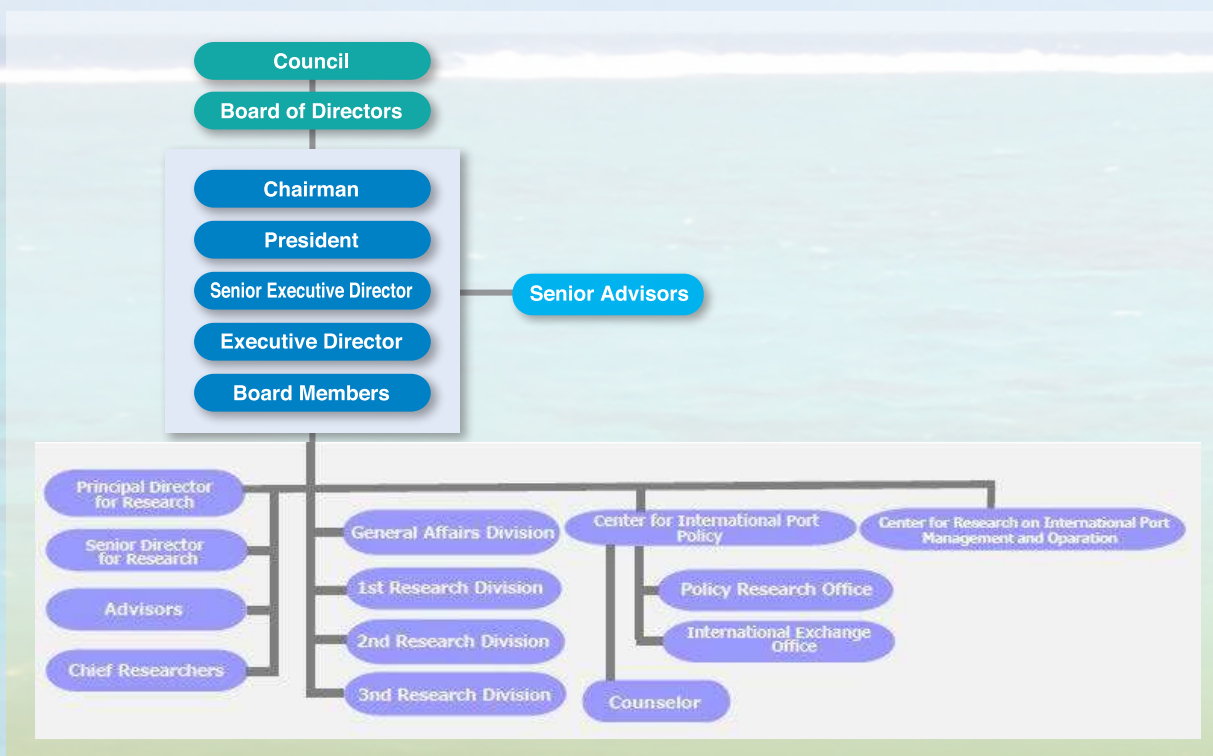 Council
Board of Directors
Chairman
President
Senior Executive Director
Senior Advisors
Executive Director
Board Members
Principal Director
for Research
Senior Director
for Research
Advisors
Chief Researchers
General Affairs Division
1st Research Division
2nd Research Division
3nd Research Division
Center for International Port
Policy
Policy Research Office
International Exchange
Office
Counselor
Center for Research on International Port
Management and Oparation